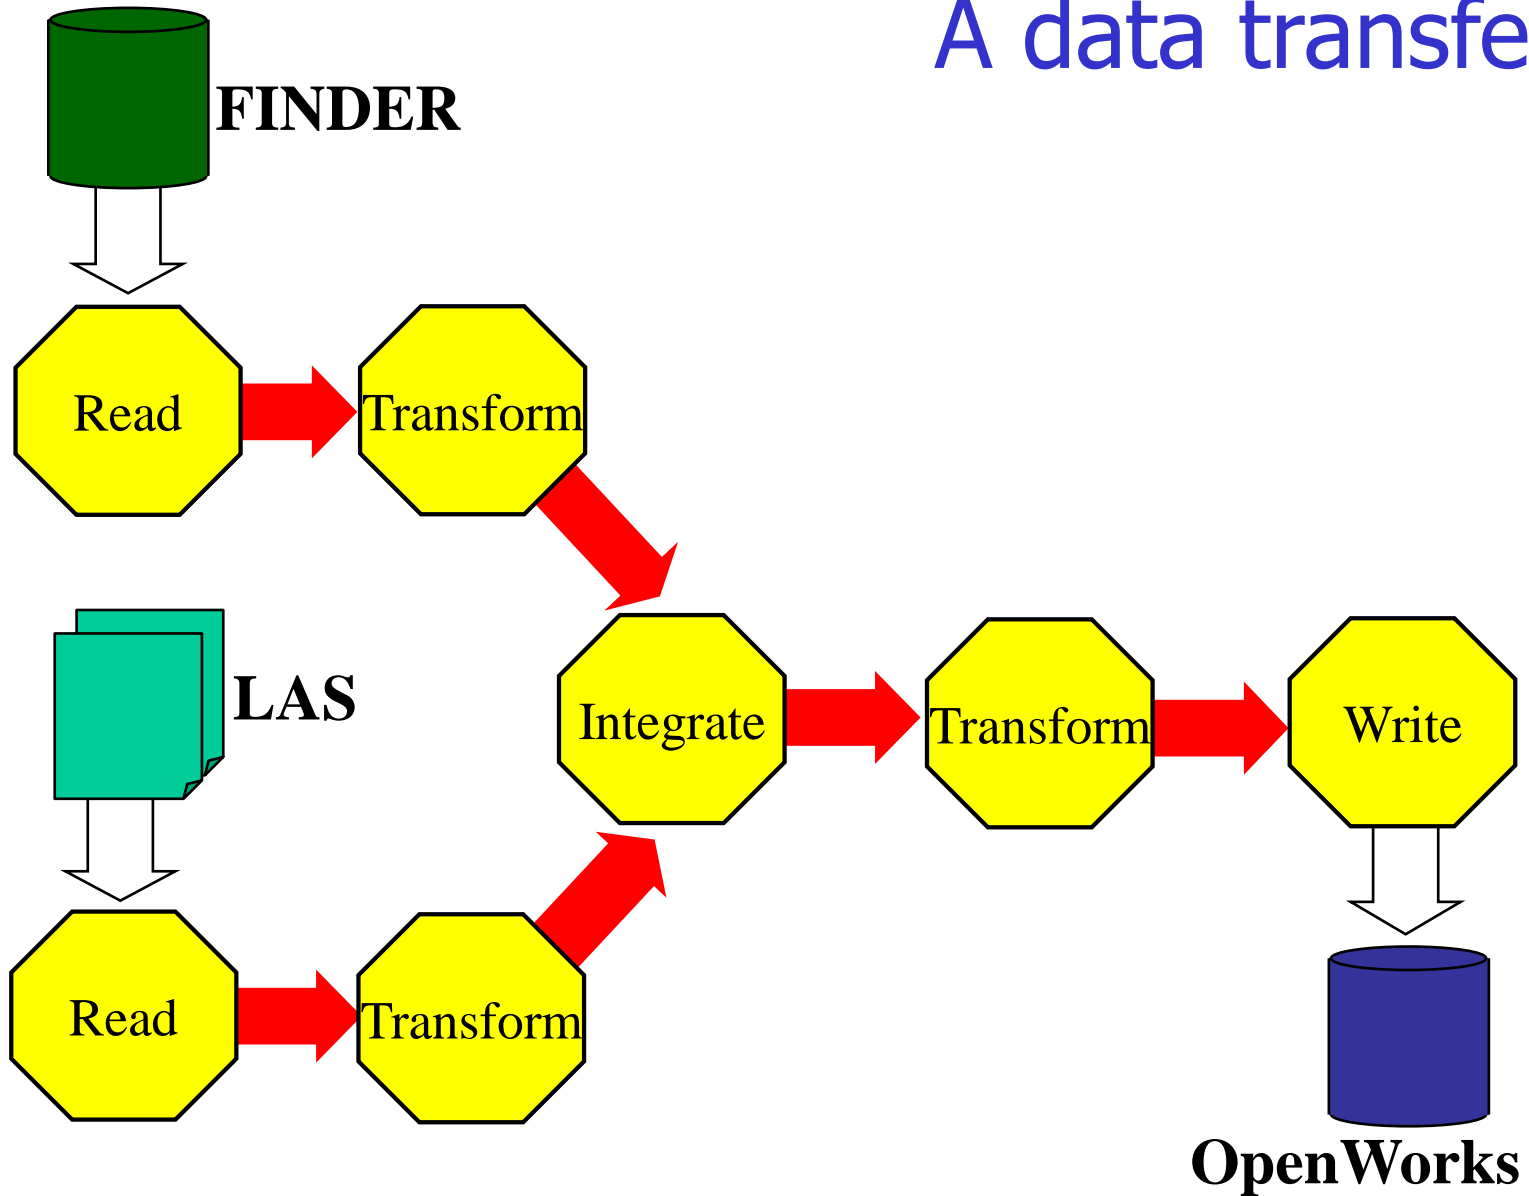 A data transfe
FINDER
Read
Transform
LAS
Integrate
Transform
Write
Read
Transform
OpenWorks